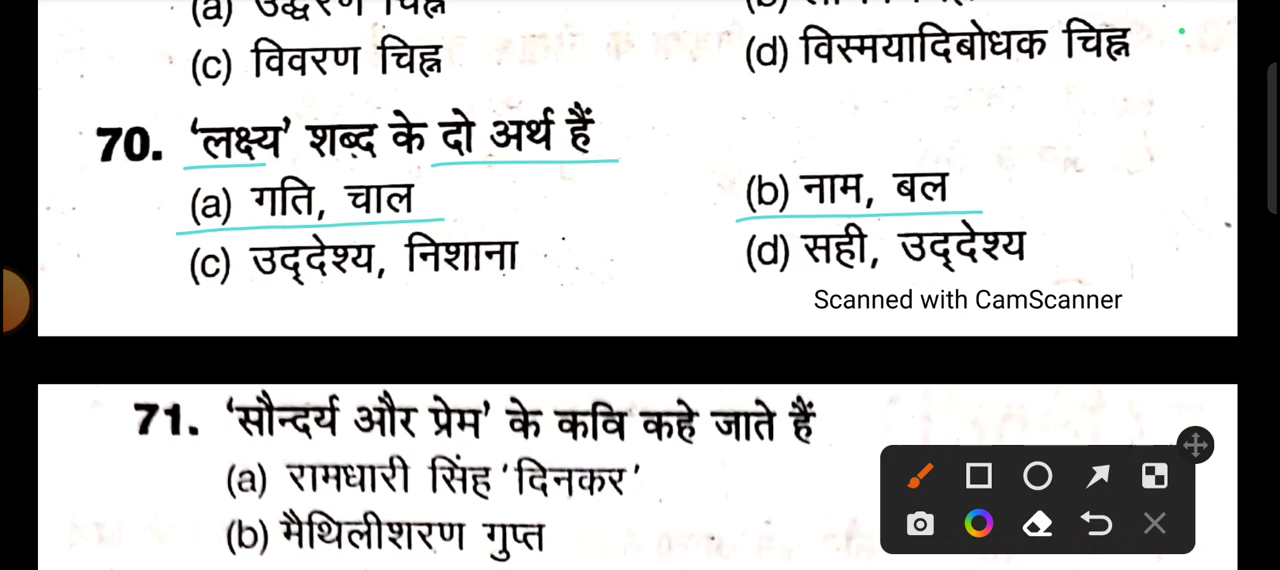 (c) विवरण चिह्न (d) विस्मयादिबोधक चिह्न
70. 'लक्ष्य' शब्द के दो अर्थ हैं
(a) गति, चाल (b) नाम, बल
(c) उद्देश्य, निशाना (d) सही, उद्देश्य
Scanned with CamScanner
71. 'सौन्दर्य और प्रेम' के कवि कहे जाते हैं
(a) रामधारी सिंह 'दिनकर'
(b) मैथिलीशरण गुप्त